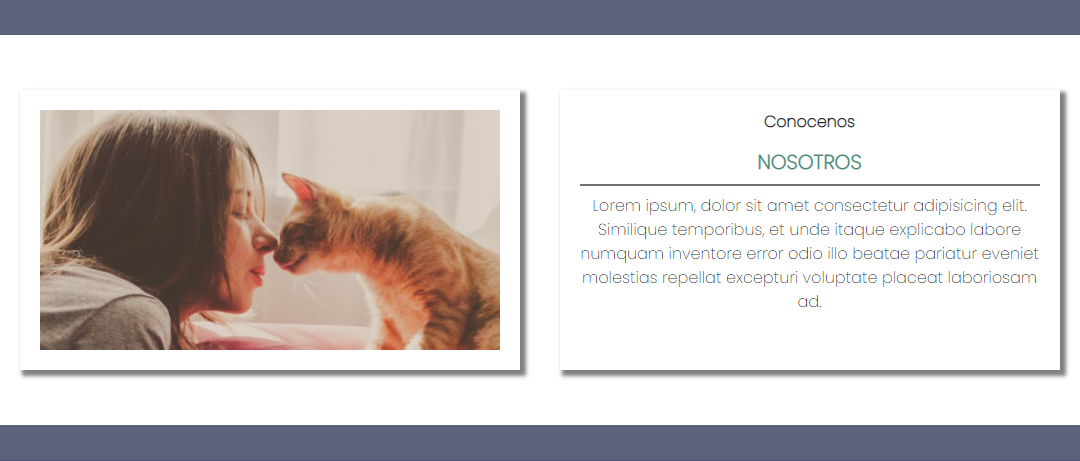 Conocenos
NOSOTROS
Lorem ipsum, dolor sit amet consectetur adipisicing elit.
Similique temporibus, et unde itaque explicabo labore
numquam inventore error odio illo beatae pariatur eveniet
molestias repellat excepturi voluptate placeat laboriosam
ad.